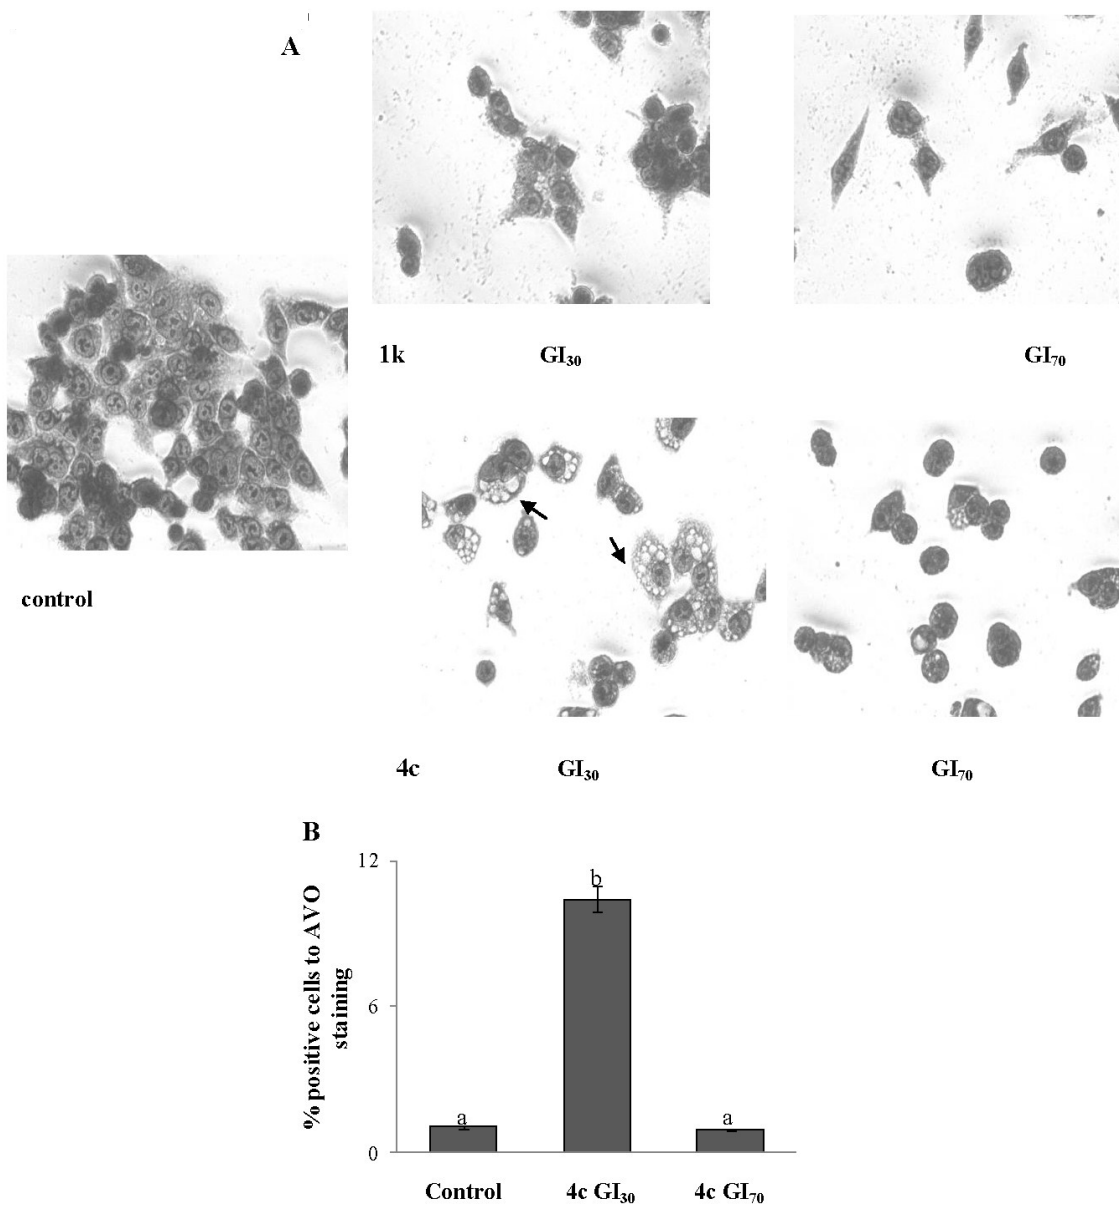 A
1k GI30 GI70
control
4c GI30 GI70
B
12
b
% positive cells to AVO
staining
6
a a
0
Control 4c GI30 4c GI70